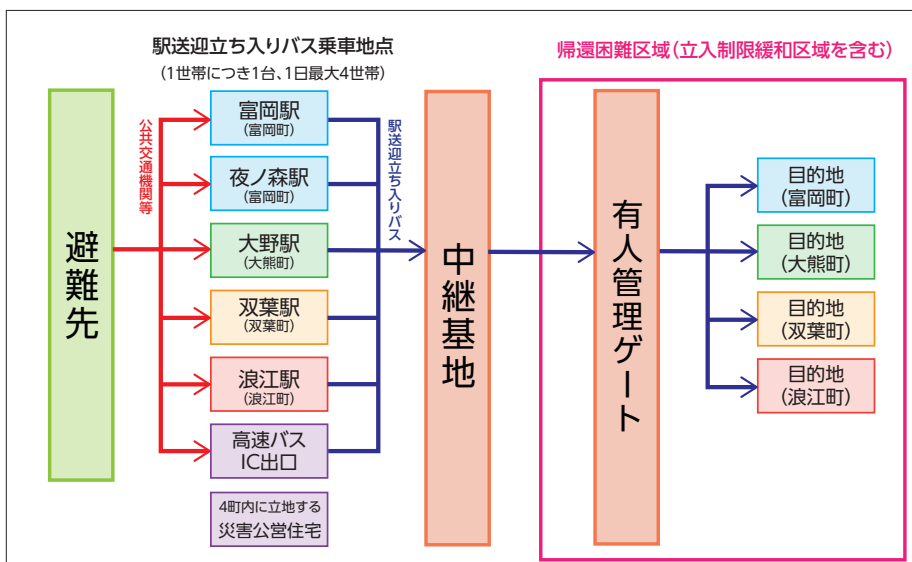 駅送迎立ち入りバス乗車地点
(1世帯につき1台、1日最大4世帯)
帰還困難区域(立入制限緩和区域を含む)
避難先
公共交通機関等
富岡駅
(富岡町)
夜ノ森駅
(富岡町)
大野駅
(大熊町)
双葉駅
(双葉町)
浪江駅
(浪江町)
高速バス
IC出口
4町内に立地する
災害公営住宅
駅送迎立ち入りバス
中継基地
有人管理ゲート
目的地
(富岡町)
目的地
(大熊町)
目的地
(双葉町)
目的地
(浪江町)